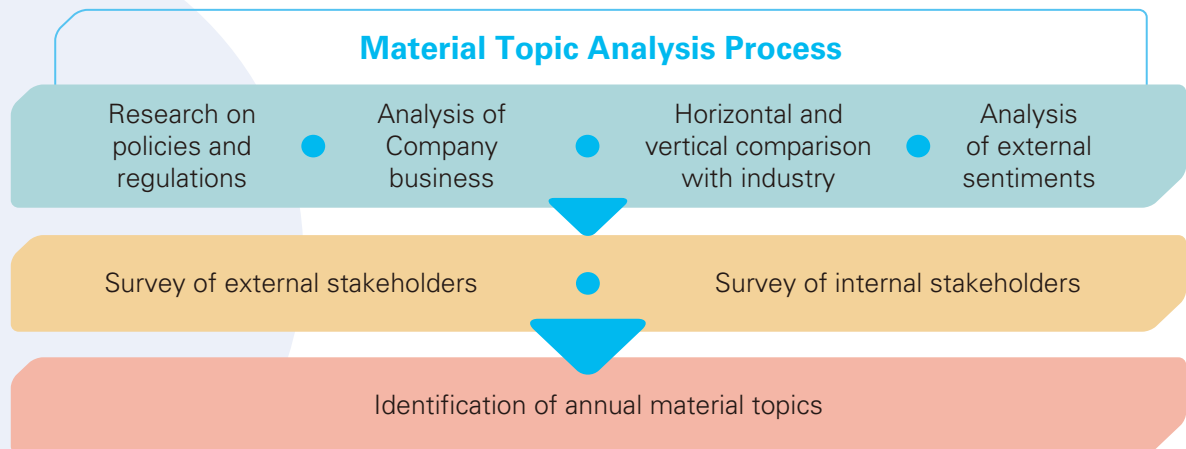 Material Topic Analysis Process
Research on
policies and
regulations
Analysis of
Company
business
Horizontal and
vertical comparison
with industry
Analysis
of external
sentiments
Survey of external stakeholders
Survey of internal stakeholders
Identification of annual material topics